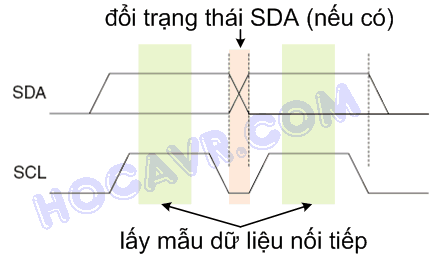 đổi trạng thái SDA (nếu có)
SDA
SCL
HOCAVR.COM
lấy mẫu dữ liệu nối tiếp